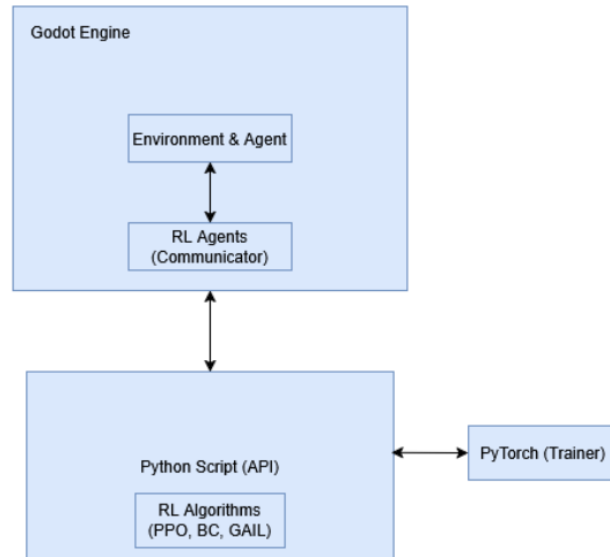 Godot Engine
Environment & Agent
RL Agents
(Communicator)
Python Script (API)
PyTorch (Trainer)
RL Algorithms
(PPO, BC, GAIL)